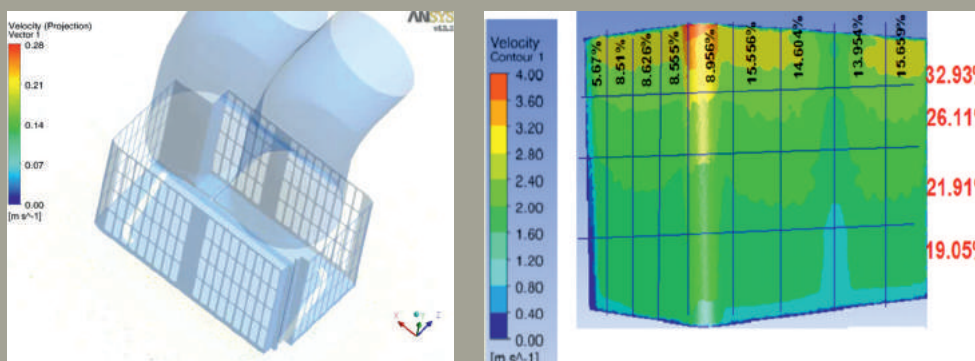 Velocity (Projection)
Vector 1
0.28
0.21
0.14
0.07
0.00
[m s^-1]
ANSYS
X
Y
Z
Velocity
Contour 1
4.00
3.60
3.20
2.80
2.40
2.00
1.60
1.20
0.80
0.40
0.00
[m s^-1]
5.67%
8.51%
8.626%
8.555%
8.956%
15.556%
14.604%
13.954%
15.659%
32.93%
26.11%
21.91%
19.05%